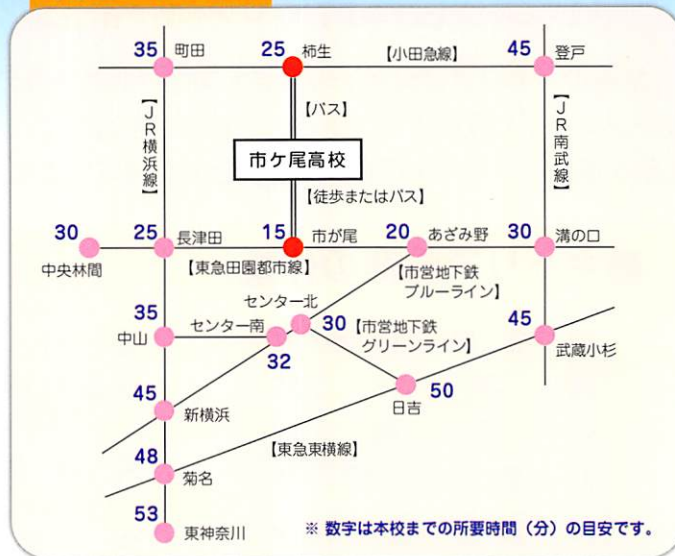 35 町田
25 柿生
【小田急線】
45 登戸
【JR横浜線】
【バス】
【JR南武線】
市ケ尾高校
【徒歩またはバス】
30
中央林間
25 長津田
15 市が尾
20 あざみ野
30 溝の口
【東急田園都市線】
【市営地下鉄
ブルーライン】
センター北
30
35
中山
センター南
32
【市営地下鉄
グリーンライン】
45
武蔵小杉
50
日吉
45
新横浜
【東急東横線】
48
菊名
53
東神奈川
※ 数字は本校までの所要時間（分）の目安です。